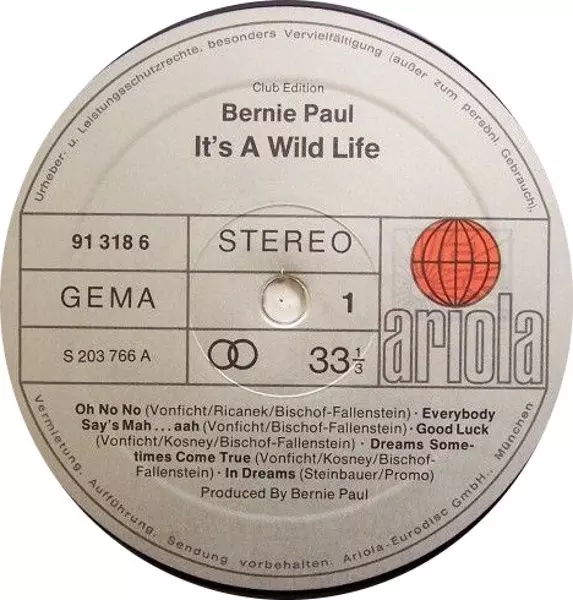 Urheber- u. Leistungsschutzrechte, besonders Vervielfältigung (außer zum persönl. Gebrauch),
Club Edition
Bernie Paul
It's A Wild Life
91 318 6
STEREO
GEMA
1
ariola
S 203 766 A
33 1/3
Oh No No (Vonficht/Ricanek/Bischof-Fallenstein) · Everybody
Say's Mah...aah (Vonficht/Bischof-Fallenstein) · Good Luck
(Vonficht/Kosney/Bischof-Fallenstein) · Dreams Some-
times Come True (Vonficht/Kosney/Bischof-
Fallenstein) · In Dreams (Steinbauer/Promo)
Produced By Bernie Paul
Vermietung, Aufführung, Sendung vorbehalten. Ariola-Eurodisc GmbH., München